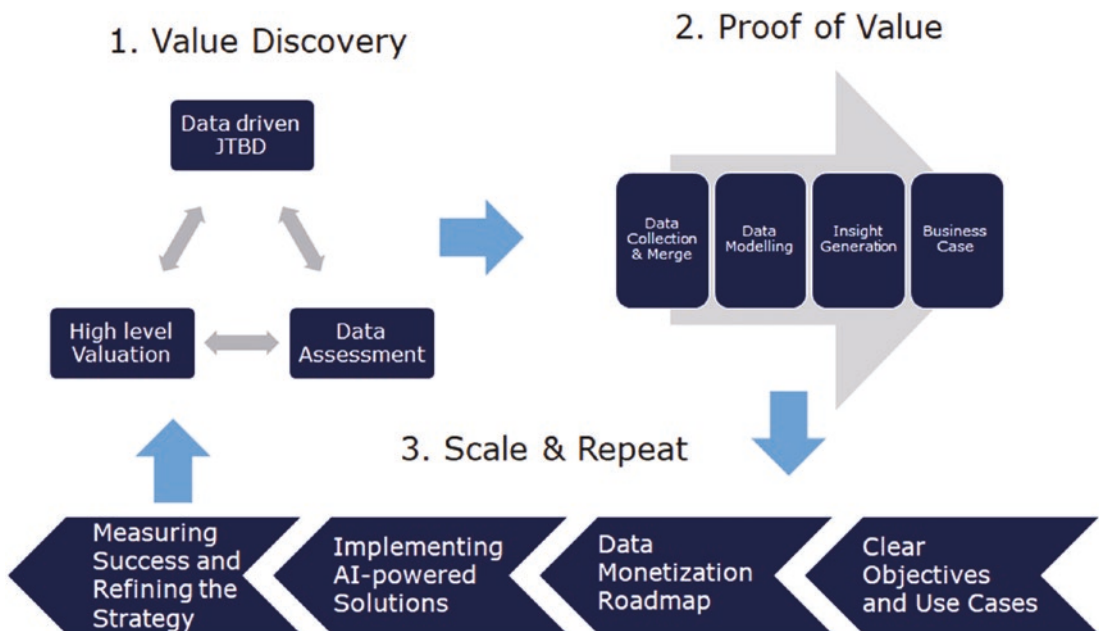 1. Value Discovery
Data driven
JTBD
High level
Valuation
Data
Assessment
2. Proof of Value
Data
Collection
& Merge
Data
Modelling
Insight
Generation
Business
Case
3. Scale & Repeat
Measuring
Success and
Refining the
Strategy
Implementing
AI-powered
Solutions
Data
Monetization
Roadmap
Clear
Objectives
and Use Cases